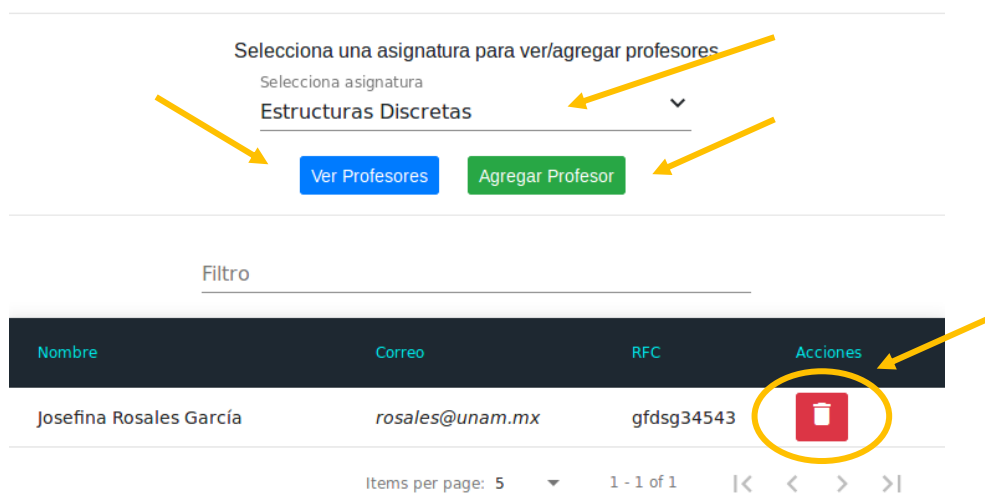 Selecciona una asignatura para ver/agregar profesores
Selecciona asignatura
Estructuras Discretas
Ver Profesores Agregar Profesor
Filtro
Nombre Correo RFC Acciones
Josefina Rosales García rosales@unam.mx gfdsg34543
Items per page: 5 1 - 1 of 1